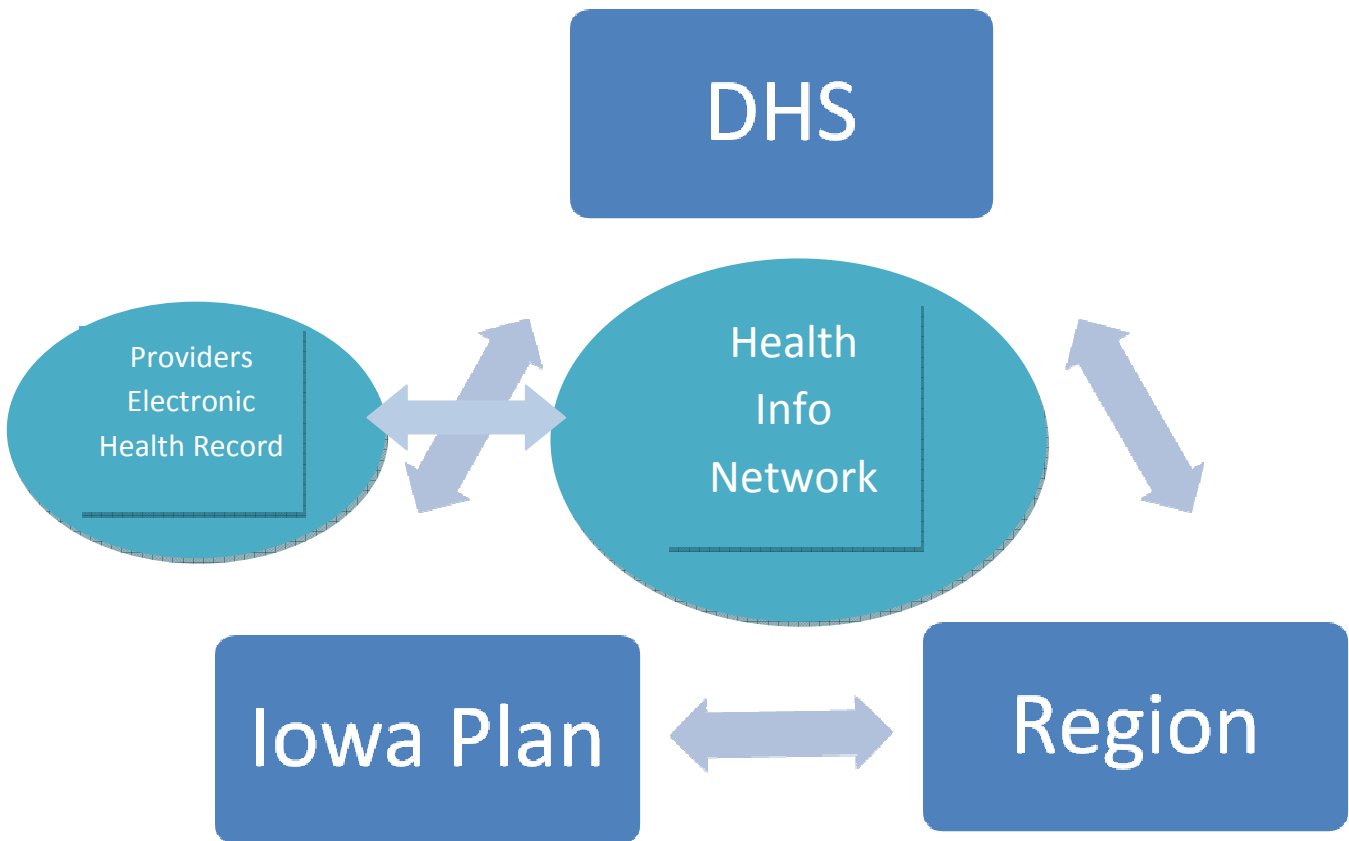 DHS
Providers
Electronic
Health Record
Health
Info
Network
Iowa Plan
Region